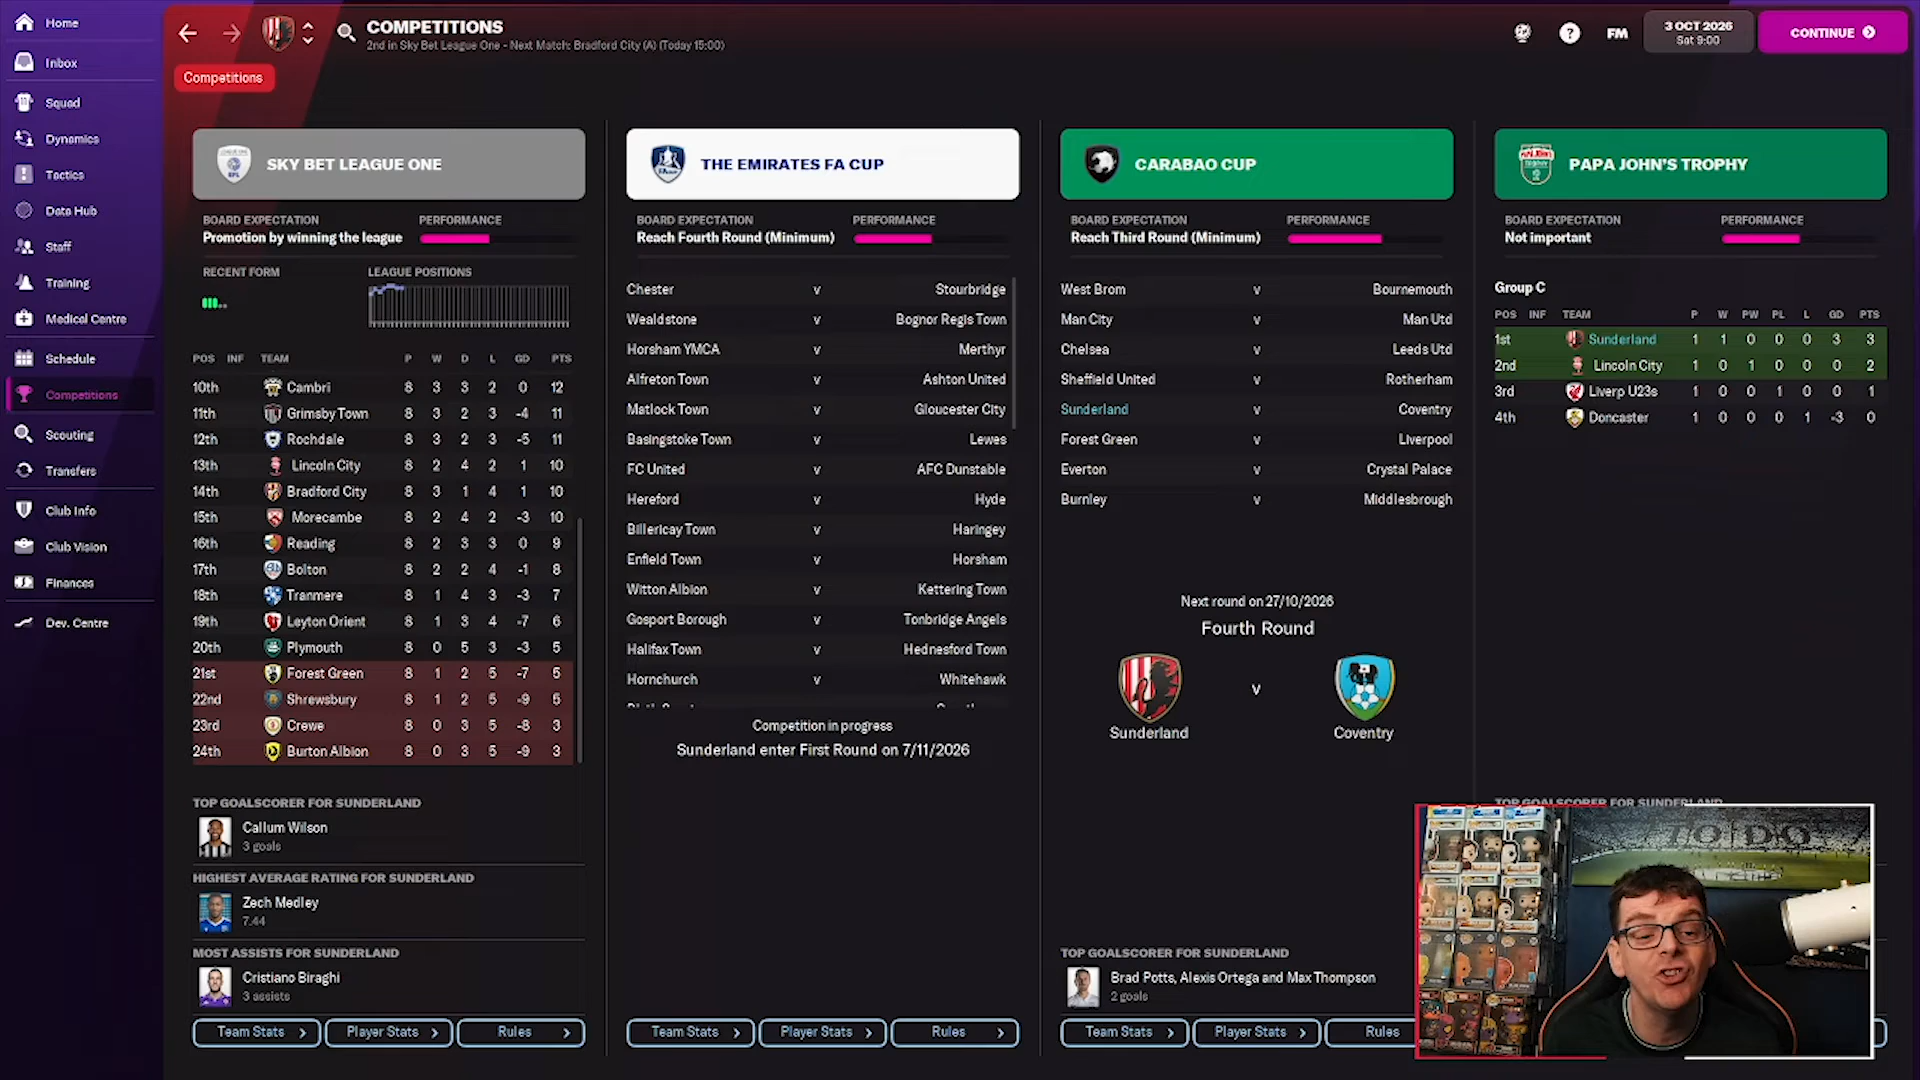 Home
Inbox
Squad
Dynamics
Tactics
Data Hub
Staff
Training
Medical Centre
Schedule
Competitions
Scouting
Transfers
Club Info
Club Vision
Finances
Dev. Centre
COMPETITIONS
2nd in Sky Bet League One - Next Match: Bradford City (A) (Today 15:00)
FM
3 OCT 2026
Sat 9:00
CONTINUE
Competitions
SKY BET LEAGUE ONE
BOARD EXPECTATION PERFORMANCE
Promotion by winning the league
RECENT FORM LEAGUE POSITIONS
POS INF TEAM P W D L GD PTS
10th Cambri 8 3 3 2 0 12
11th Grimsby Town 8 3 2 3 -4 11
12th Rochdale 8 3 2 3 -5 11
13th Lincoln City 8 2 4 2 1 10
14th Bradford City 8 3 1 4 1 10
15th Morecambe 8 2 4 2 -3 10
16th Reading 8 2 3 3 0 9
17th Bolton 8 2 2 4 -1 8
18th Tranmere 8 1 4 3 -3 7
19th Leyton Orient 8 1 3 4 -7 6
20th Plymouth 8 0 5 3 -3 5
21st Forest Green 8 1 2 5 -7 5
22nd Shrewsbury 8 1 2 5 -9 5
23rd Crewe 8 0 3 5 -8 3
24th Burton Albion 8 0 3 5 -9 3
TOP GOALSCORER FOR SUNDERLAND
Callum Wilson
3 goals
HIGHEST AVERAGE RATING FOR SUNDERLAND
Zech Medley
7.44
MOST ASSISTS FOR SUNDERLAND
Cristiano Biraghi
3 assists
Team Stats Player Stats Rules
THE EMIRATES FA CUP
BOARD EXPECTATION PERFORMANCE
Reach Fourth Round (Minimum)
Chester v Stourbridge
Wealdstone v Bognor Regis Town
Horsham YMCA v Merthyr
Alfreton Town v Ashton United
Matlock Town v Gloucester City
Basingstoke Town v Lewes
FC United v AFC Dunstable
Hereford v Hyde
Billericay Town v Haringey
Enfield Town v Horsham
Witton Albion v Kettering Town
Gosport Borough v Tonbridge Angels
Halifax Town v Hednesford Town
Hornchurch v Whitehawk
Competition in progress
Sunderland enter First Round on 7/11/2026
Team Stats Player Stats Rules
CARABAO CUP
BOARD EXPECTATION PERFORMANCE
Reach Third Round (Minimum)
West Brom v Bournemouth
Man City v Man Utd
Chelsea v Leeds Utd
Sheffield United v Rotherham
Sunderland v Coventry
Forest Green v Liverpool
Everton v Crystal Palace
Burnley v Middlesbrough
Next round on 27/10/2026
Fourth Round
v
Sunderland Coventry
TOP GOALSCORER FOR SUNDERLAND
Brad Potts, Alexis Ortega and Max Thompson
2 goals
Team Stats Player Stats Rules
PAPA JOHN'S TROPHY
BOARD EXPECTATION PERFORMANCE
Not important
Group C
POS INF TEAM P W PW PL L GD PTS
1st Sunderland 1 1 0 0 0 3 3
2nd Lincoln City 1 0 1 0 0 0 2
3rd Liverp U23s 1 0 0 1 0 0 1
4th Doncaster 1 0 0 0 1 -3 0
TOP GOALSCORER FOR SUNDERLAND